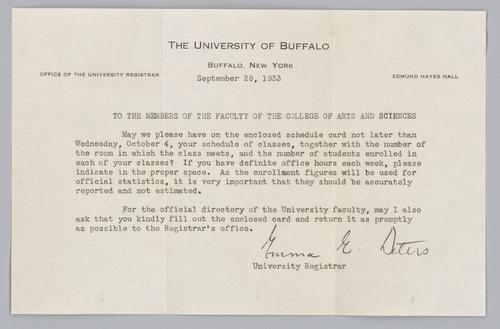 THE UNIVERSITY OF BUFFALO
BUFFALO, NEW YORK
OFFICE OF THE UNIVERSITY REGISTRAR
EDMUND HAYES HALL
September 28, 1933
TO THE MEMBERS OF THE FACULTY OF THE COLLEGE OF ARTS AND SCIENCES
May we please have on the enclosed schedule card not later than
Wednesday, October 4, your schedule of classes, together with the number of
the room in which the class meets, and the number of students enrolled in
each of your classes? If you have definite office hours each week, please
indicate in the proper space. As the enrollment figures will be used for
official statistics, it is very important that they should be accurately
reported and not estimated.
For the official directory of the University faculty, may I also
ask that you kindly fill out the enclosed card and return it as promptly
as possible to the Registrar's office.
Emma E. Deters
University Registrar